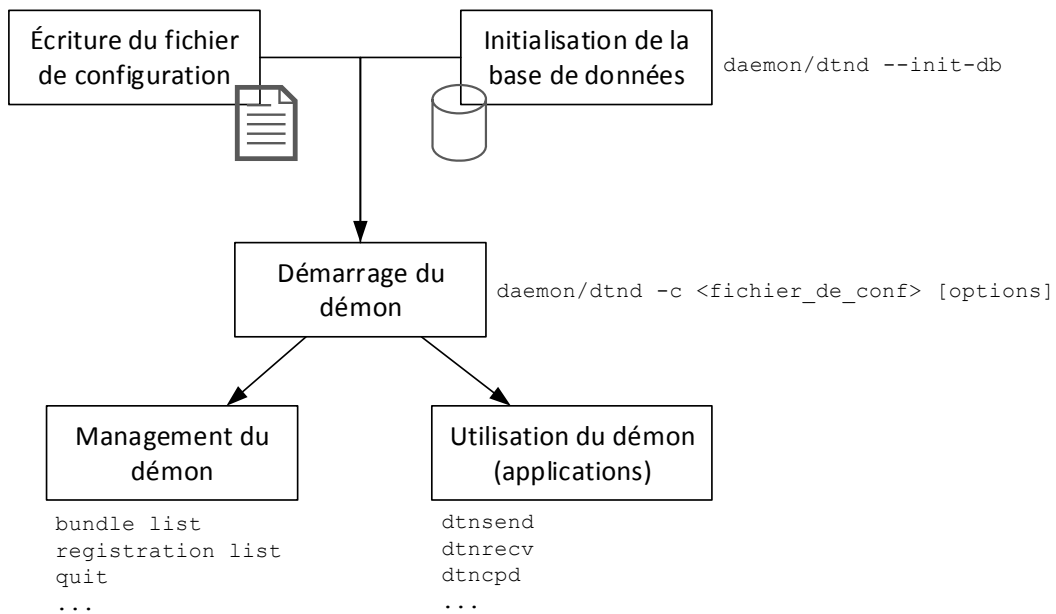 Écriture du fichier
de configuration
Initialisation de la
base de données
daemon/dtnd --init-db
Démarrage du
démon
daemon/dtnd -c <fichier_de_conf> [options]
Management du
démon
bundle list
registration list
quit
...
Utilisation du démon
(applications)
dtnsend
dtnrecv
dtncpd
...